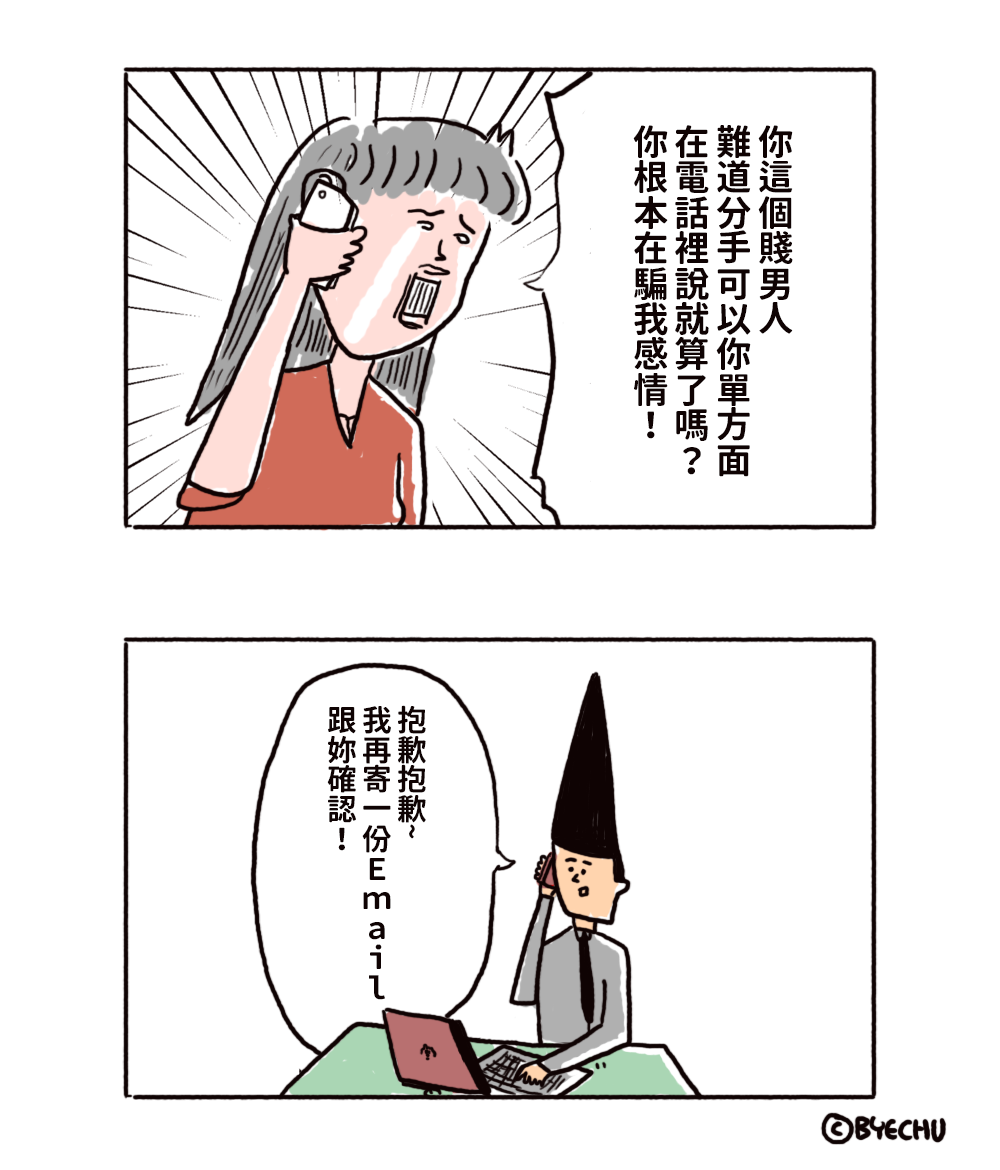 你這個賤男人
難道分手可以你單方面
在電話裡說就算了嗎？
你根本在騙我感情！
抱歉抱歉~
我再寄一份Email
跟妳確認！
©BYECHU